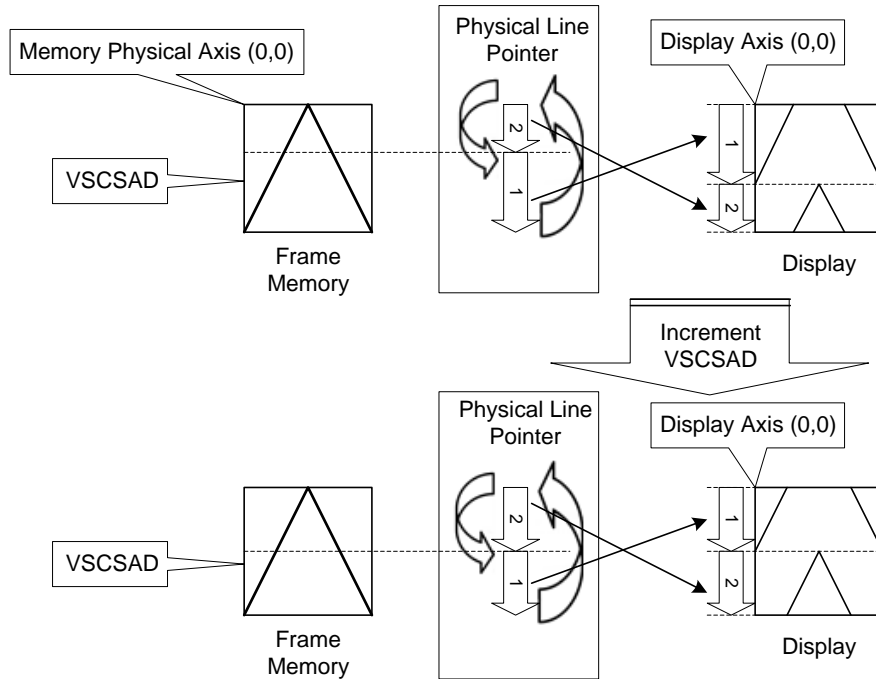 Memory Physical Axis (0,0)
Physical Line
Pointer
Display Axis (0,0)
VSCSAD
2
1
1
2
Frame
Memory
Display
Increment
VSCSAD
Physical Line
Pointer
Display Axis (0,0)
VSCSAD
2
1
1
2
Frame
Memory
Display